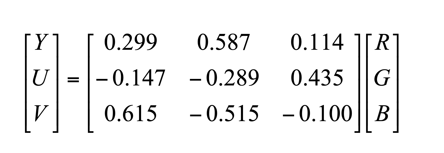 [Y] [0.299 0.587 0.114] [R]
[U] = [−0.147 −0.289 0.435] [G]
[V] [0.615 −0.515 −0.100] [B]